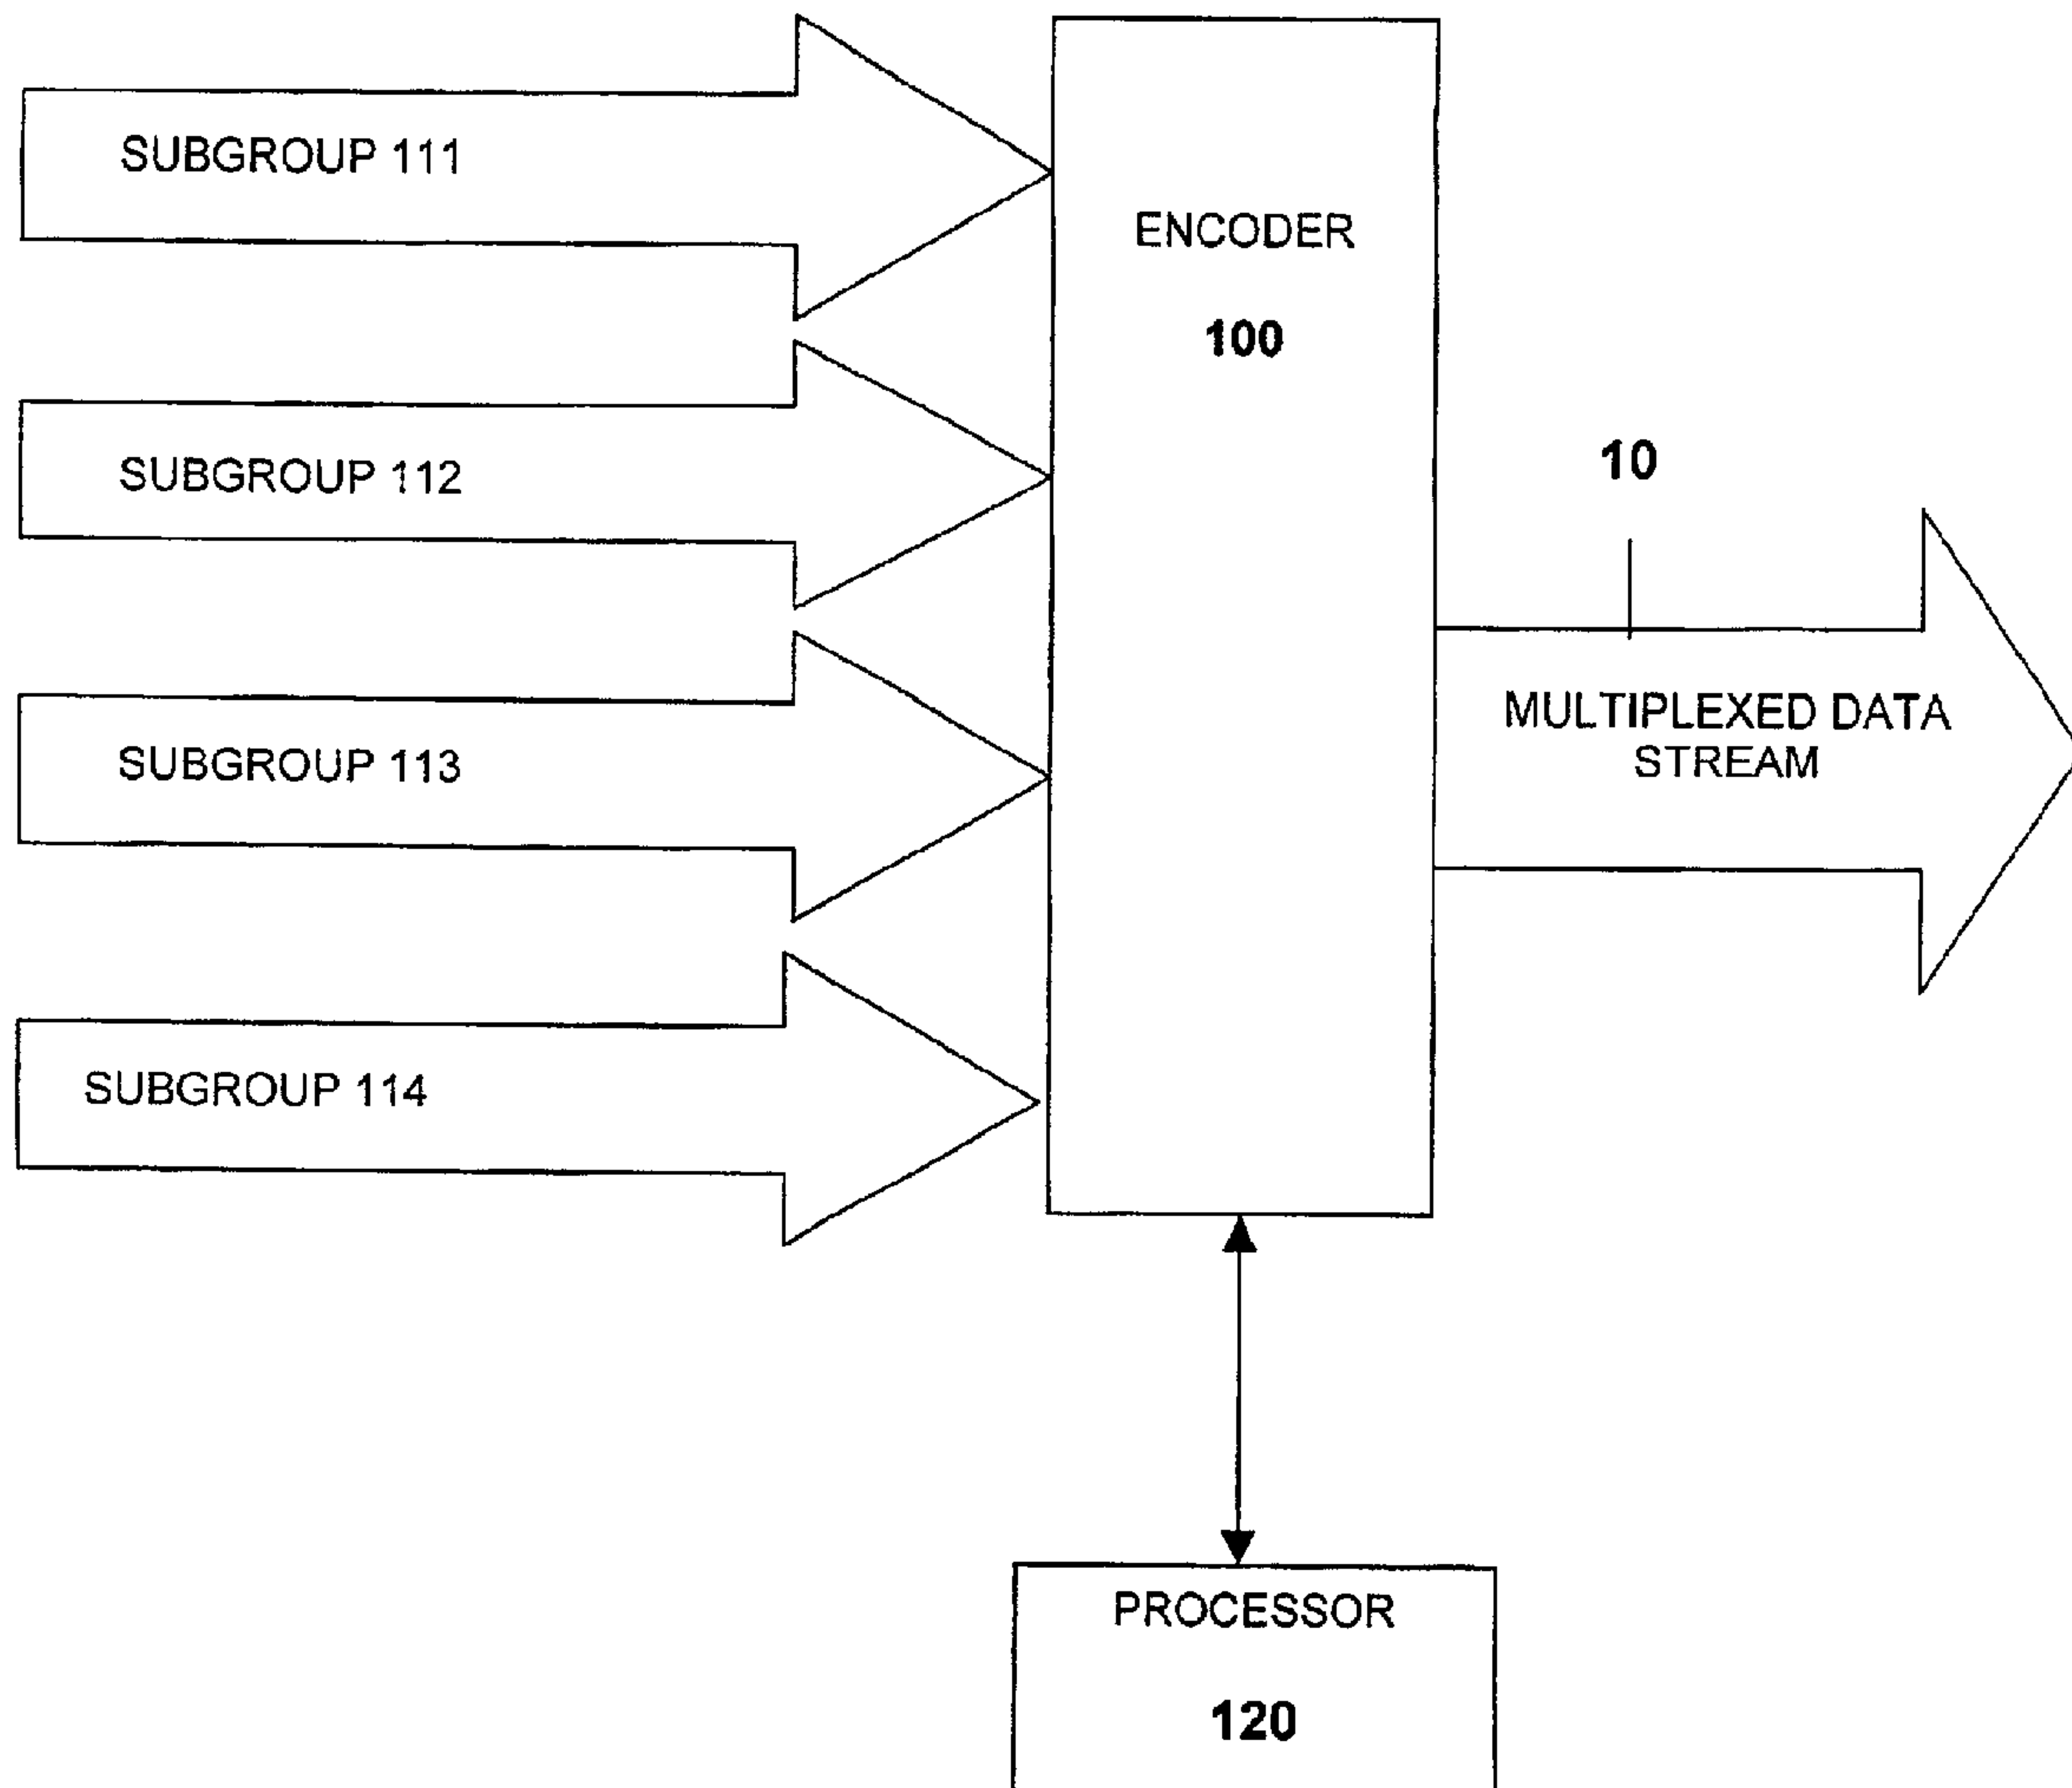 SUBGROUP 111
ENCODER
100
SUBGROUP 112
10
SUBGROUP 113
MULTIPLEXED DATA
STREAM
SUBGROUP 114
PROCESSOR
120